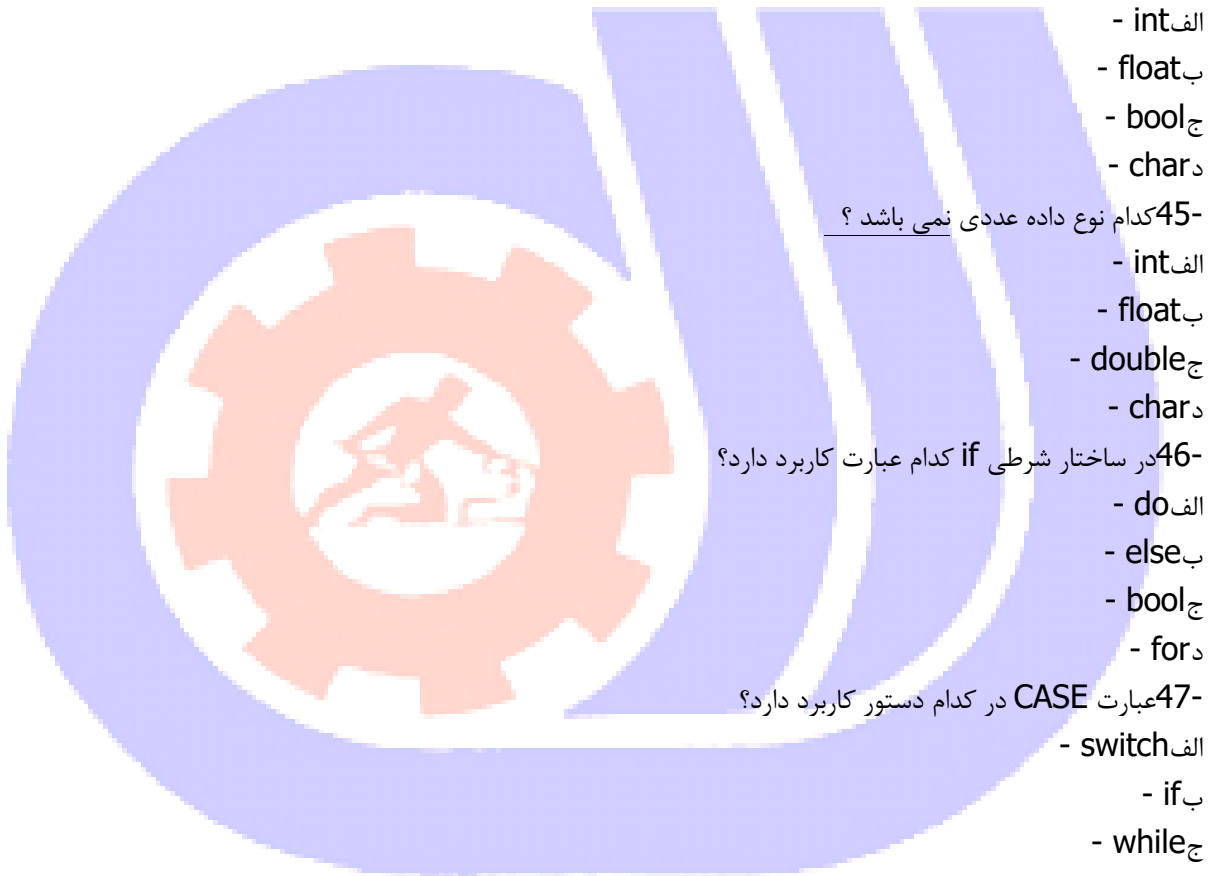 الف- int
ب- float
ج- bool
د- char
45-کدام نوع داده عددی نمی باشد ؟
الف- int
ب- float
ج- double
د- char
46-در ساختار شرطی if کدام عبارت کاربرد دارد؟
الف- do
ب- else
ج- bool
د- for
47-عبارت CASE در کدام دستور کاربرد دارد؟
الف- switch
ب- if
ج- while